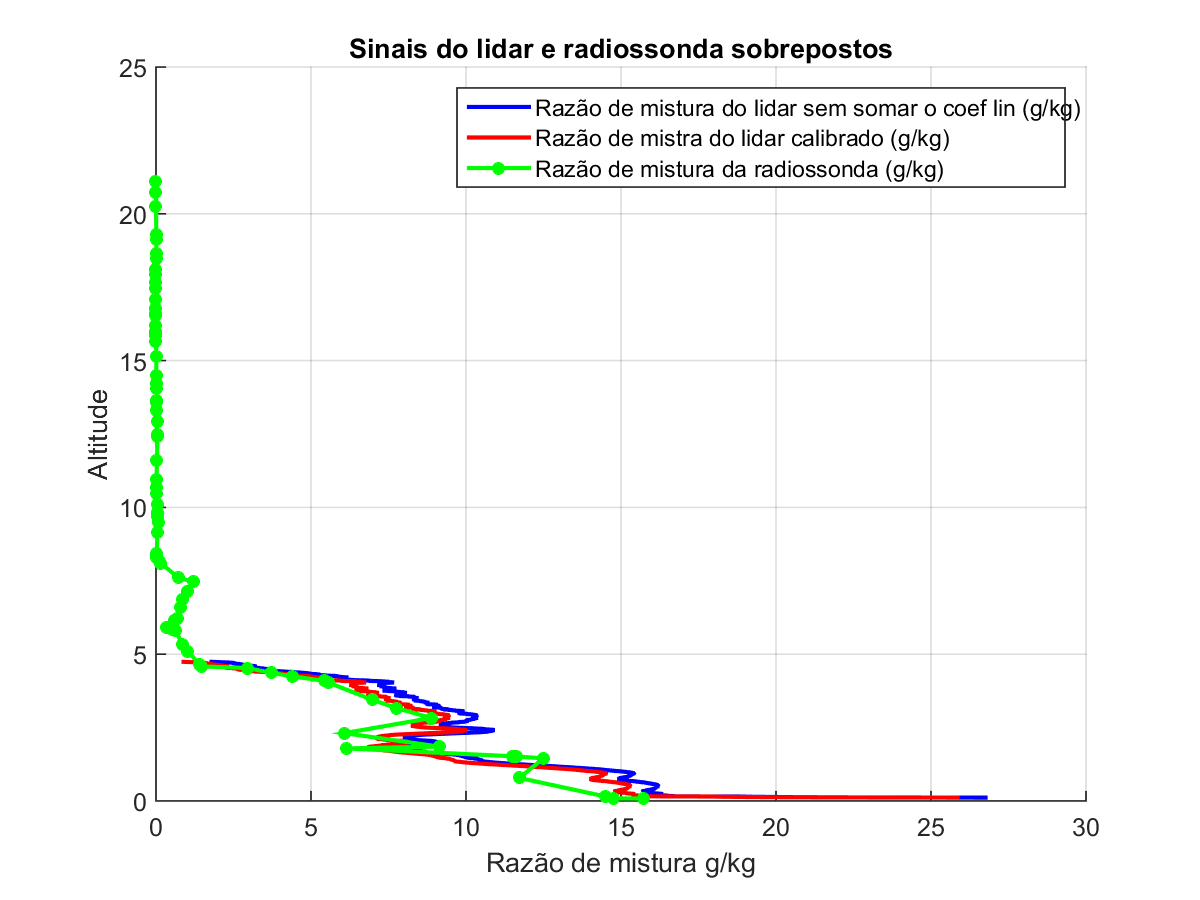 Sinais do lidar e radiossonda sobrepostos
25
Razão de mistura do lidar sem somar o coef lin (g/kg)
Razão de mistra do lidar calibrado (g/kg)
Razão de mistura da radiossonda (g/kg)
20
15
Altitude
10
5
0
0 5 10 15 20 25 30
Razão de mistura g/kg